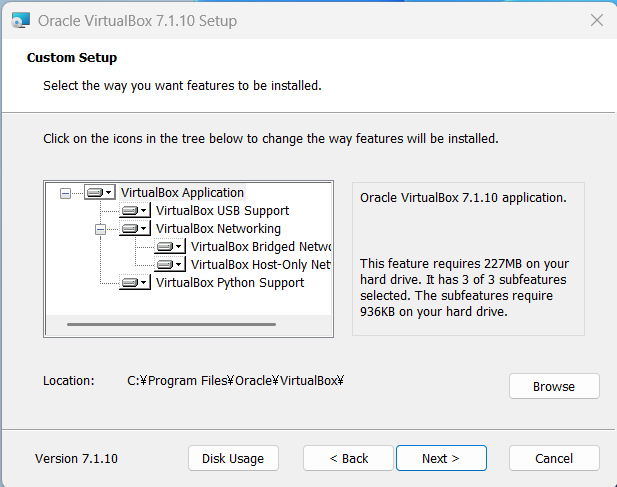 Oracle VirtualBox 7.1.10 Setup
Custom Setup
Select the way you want features to be installed.
Click on the icons in the tree below to change the way features will be installed.
VirtualBox Application
VirtualBox USB Support
VirtualBox Networking
VirtualBox Bridged Netwo
VirtualBox Host-Only Net
VirtualBox Python Support
Oracle VirtualBox 7.1.10 application.
This feature requires 227MB on your
hard drive. It has 3 of 3 subfeatures
selected. The subfeatures require
936KB on your hard drive.
Location: C:¥Program Files¥Oracle¥VirtualBox¥
Browse
Version 7.1.10
Disk Usage
< Back
Next >
Cancel